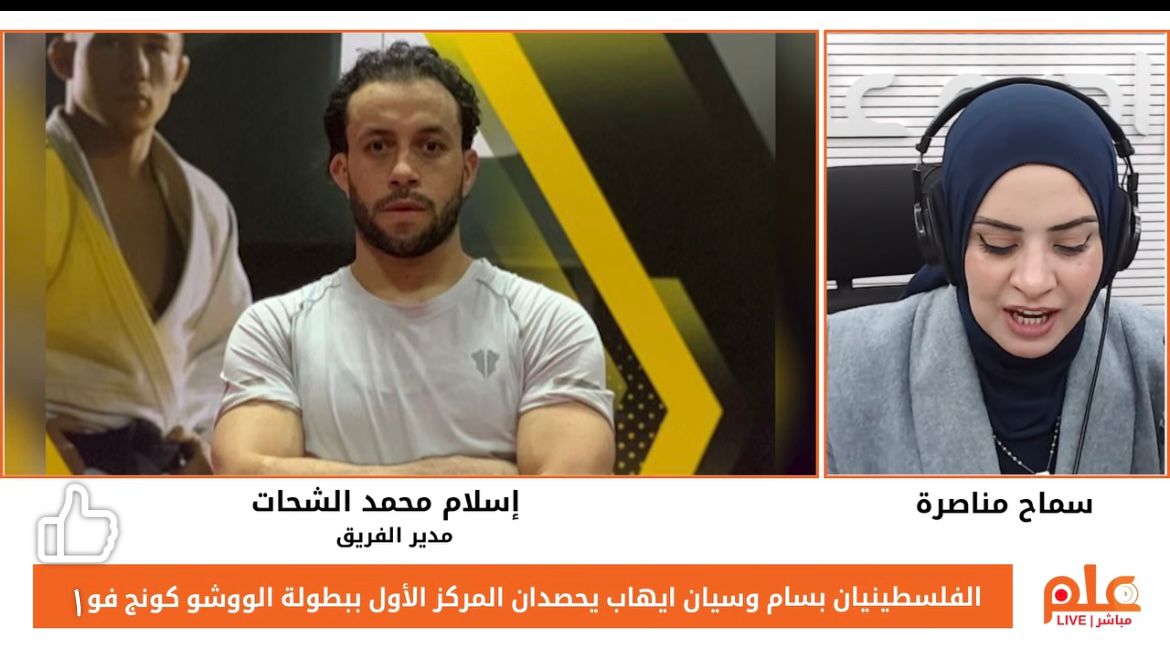 إسلام محمد الشحات
مدير الفريق
سماح مناصرة
الفلسطينيان بسام وسيان ايهاب يحصدان المركز الأول ببطولة الووشو كونج فو
علم
مباشر | LIVE